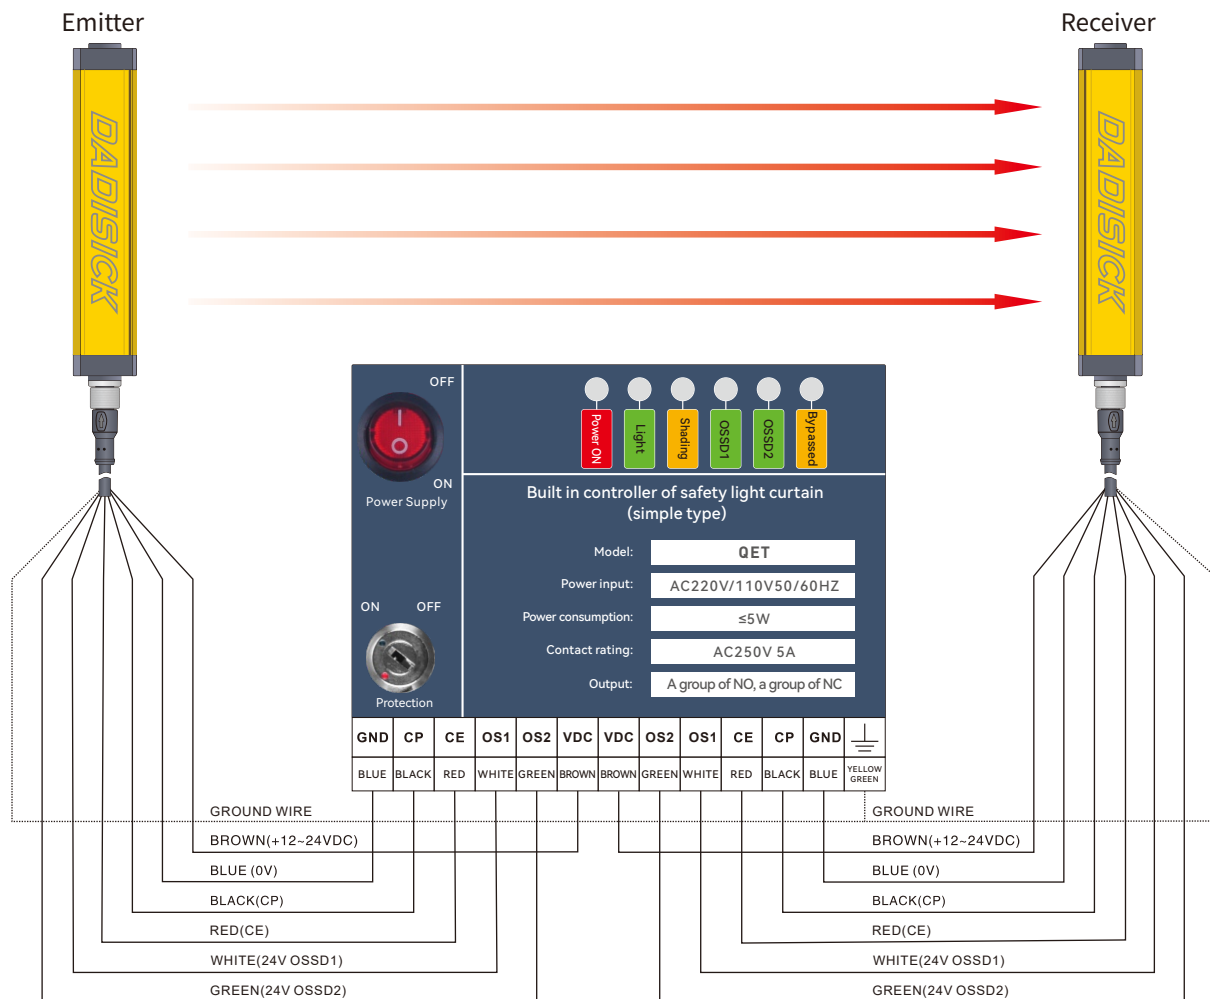 Emitter
Receiver
DADISICK
DADISICK
OFF
ON
Power Supply
Power ON
Light
Shading
OSSD1
OSSD2
Bypassed
Built in controller of safety light curtain
(simple type)
Model: QET
Power input: AC220V/110V50/60HZ
Power consumption: ≤5W
Contact rating: AC250V 5A
Output: A group of NO, a group of NC
ON OFF
Protection
GND CP CE OS1 OS2 VDC VDC OS2 OS1 CE CP GND
BLUE BLACK RED WHITE GREEN BROWN BROWN GREEN WHITE RED BLACK BLUE YELLOW GREEN
GROUND WIRE
BROWN(+12~24VDC)
BLUE (0V)
BLACK(CP)
RED(CE)
WHITE(24V OSSD1)
GREEN(24V OSSD2)
GROUND WIRE
BROWN(+12~24VDC)
BLUE (0V)
BLACK(CP)
RED(CE)
WHITE(24V OSSD1)
GREEN(24V OSSD2)